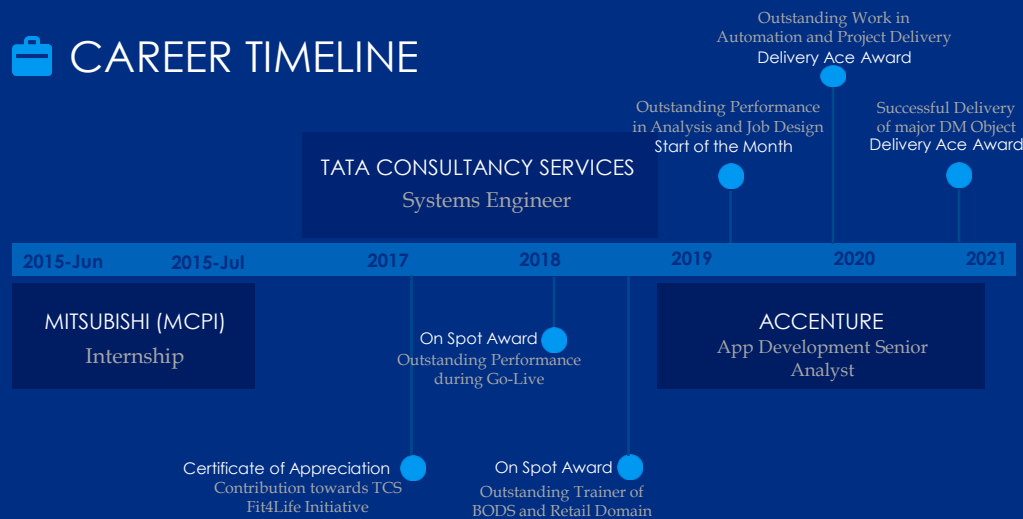 CAREER TIMELINE
Outstanding Work in
Automation and Project Delivery
Delivery Ace Award
Outstanding Performance
in Analysis and Job Design
Start of the Month
Successful Delivery
of major DM Object
Delivery Ace Award
TATA CONSULTANCY SERVICES
Systems Engineer
2015-Jun
2015-Jul
2017
2018
2019
2020
2021
MITSUBISHI (MCPI)
Internship
On Spot Award
Outstanding Performance
during Go-Live
ACCENTURE
App Development Senior
Analyst
Certificate of Appreciation
Contribution towards TCS
Fit4Life Initiative
On Spot Award
Outstanding Trainer of
BODS and Retail Domain